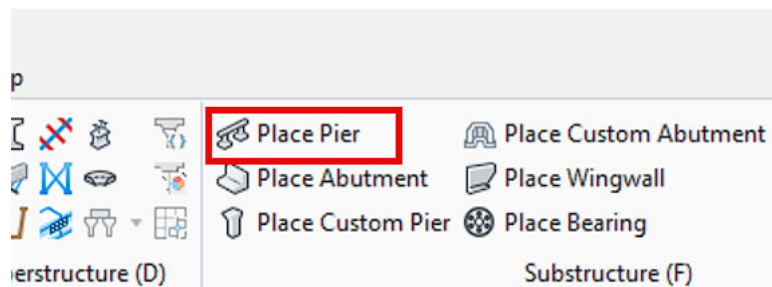 p
Place Pier
Place Custom Abutment
Place Abutment
Place Wingwall
Place Custom Pier
Place Bearing
erstructure (D)
Substructure (F)